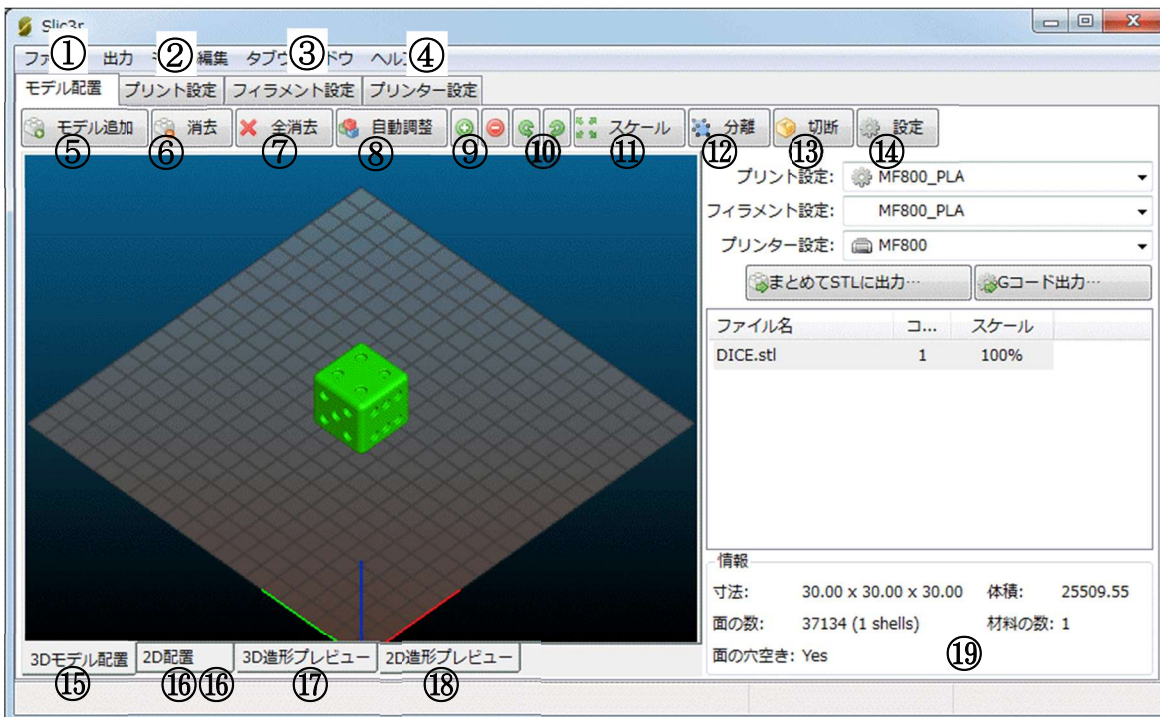 Slic3r
① ② ③ ④
出力 編集 タブ
モデル配置 プリント設定 フィラメント設定 プリンター設定
モデル追加 消去 全消去 自動調整 スケール 分離 切断 設定
⑤ ⑥ ⑦ ⑧ ⑨ ⑩ ⑪ ⑫ ⑬ ⑭
プリント設定: MF800_PLA
フィラメント設定: MF800_PLA
プリンター設定: MF800
まとめてSTLに出力… Gコード出力…
ファイル名 コ... スケール
DICE.stl 1 100%
情報
寸法: 30.00 x 30.00 x 30.00 体積: 25509.55
面の数: 37134 (1 shells) 材料の数: 1
面の穴空き: Yes
⑲
3Dモデル配置 2D配置 3D造形プレビュー 2D造形プレビュー
⑮ ⑯ ⑯ ⑰ ⑱